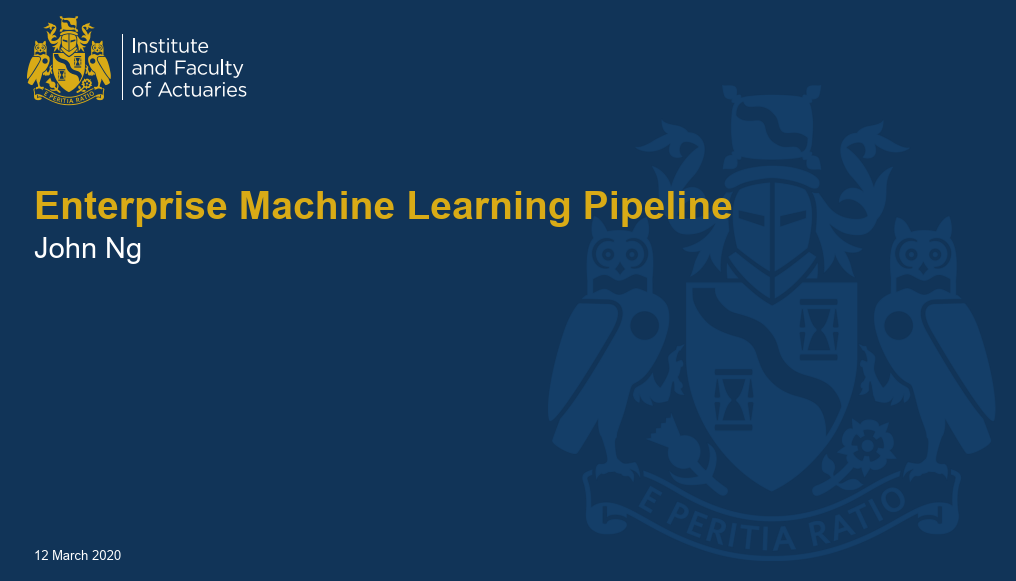 Institute
and Faculty
of Actuaries
E PERITIA RATIO
Enterprise Machine Learning Pipeline
John Ng
E PERITIA RATIO
12 March 2020